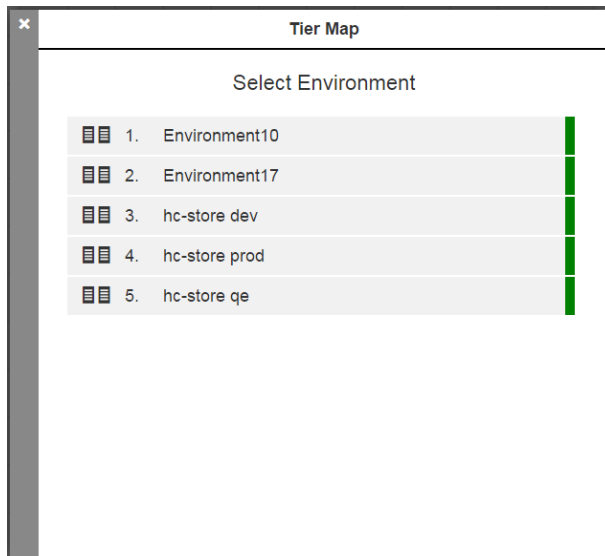 Tier Map
Select Environment
1. Environment10
2. Environment17
3. hc-store dev
4. hc-store prod
5. hc-store qe